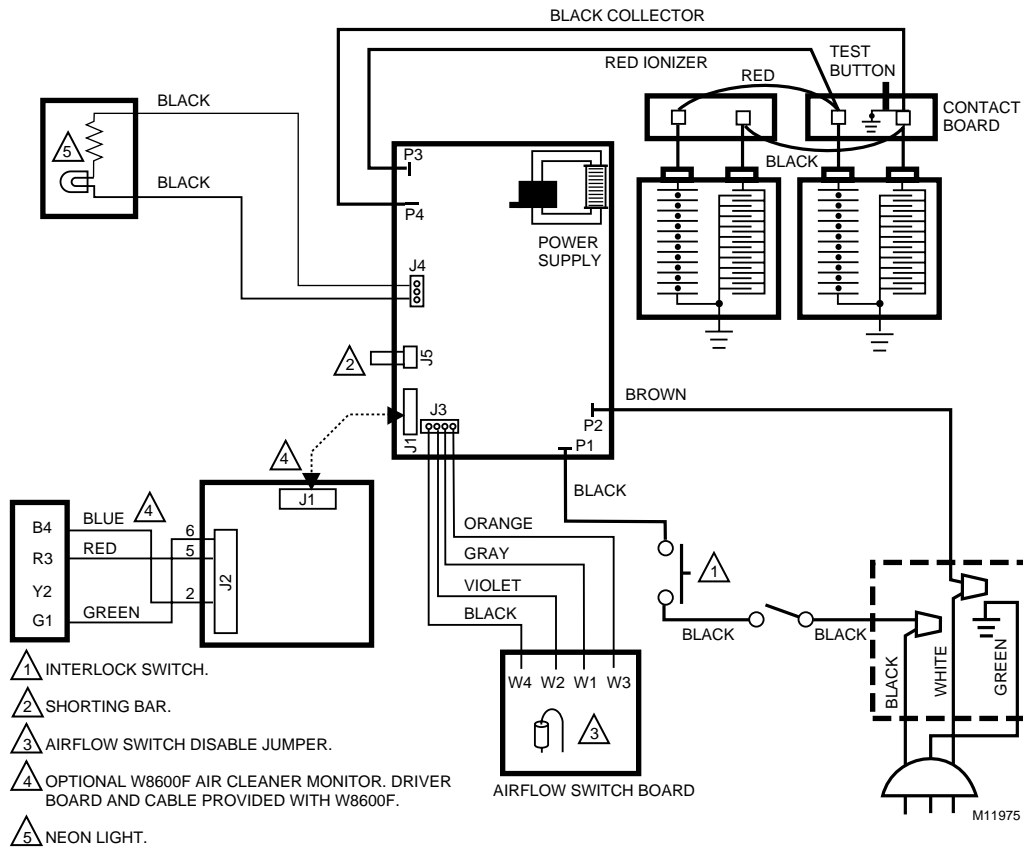 BLACK COLLECTOR
RED IONIZER
TEST
BUTTON
RED
CONTACT
BOARD
BLACK
BLACK
5
BLACK
P3
P4
POWER
SUPPLY
J4
2
J5
J3
J1
P2
P1
BROWN
BLACK
4
J1
B4
R3
Y2
G1
BLUE
4
RED
GREEN
6
5
2
J2
ORANGE
GRAY
VIOLET
BLACK
1
BLACK
BLACK
BLACK
WHITE
GREEN
W4 W2 W1 W3
3
AIRFLOW SWITCH BOARD
1 INTERLOCK SWITCH.
2 SHORTING BAR.
3 AIRFLOW SWITCH DISABLE JUMPER.
4 OPTIONAL W8600F AIR CLEANER MONITOR. DRIVER
BOARD AND CABLE PROVIDED WITH W8600F.
5 NEON LIGHT.
M11975